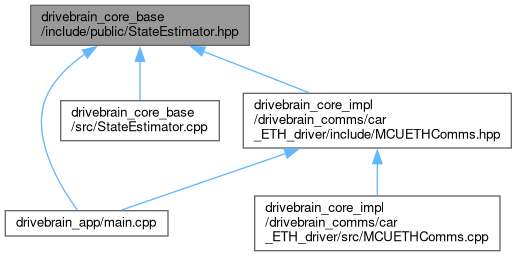 drivebrain_core_base
/include/public/StateEstimator.hpp
drivebrain_core_base
/src/StateEstimator.cpp
drivebrain_core_impl
/drivebrain_comms/car
_ETH_driver/include/MCUETHComms.hpp
drivebrain_app/main.cpp
drivebrain_core_impl
/drivebrain_comms/car
_ETH_driver/src/MCUETHComms.cpp